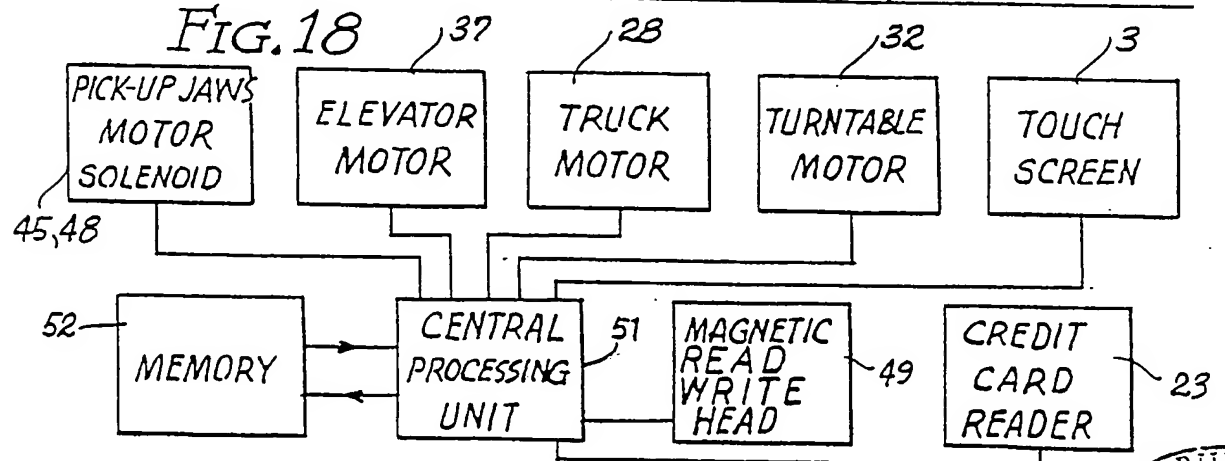 FIG. 18
PICK-UP JAWS
MOTOR
SOLENOID
45,48
ELEVATOR
MOTOR
37
TRUCK
MOTOR
28
TURNTABLE
MOTOR
32
TOUCH
SCREEN
3
52
MEMORY
CENTRAL
PROCESSING
UNIT
51
MAGNETIC
READ
WRITE
HEAD
49
CREDIT
CARD
READER
23